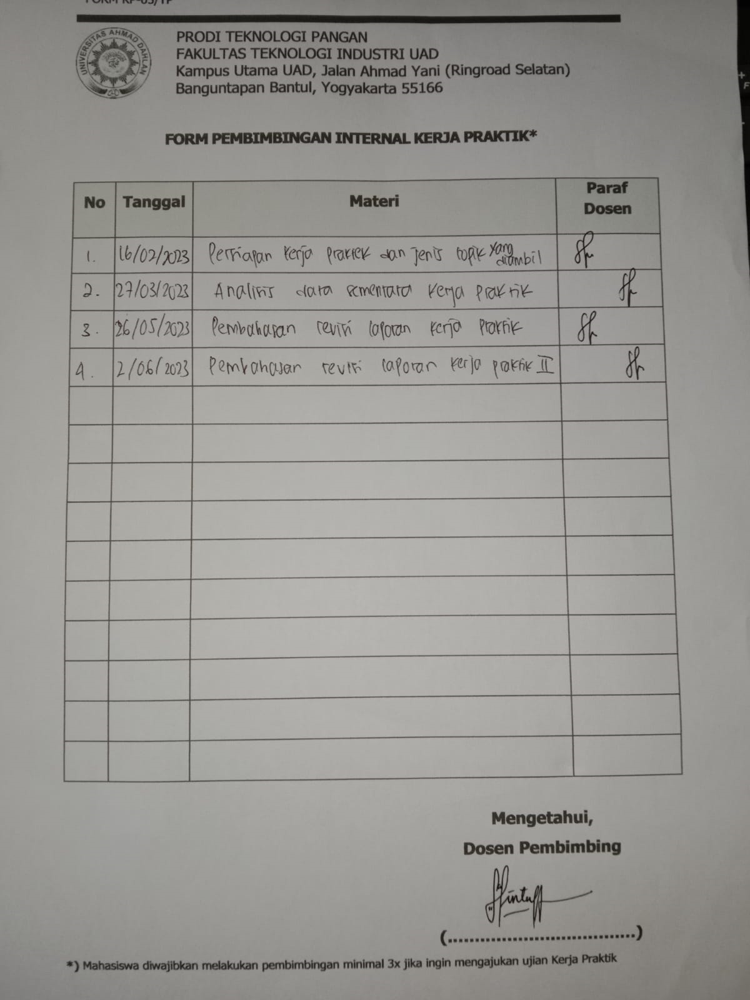 FORM KP-05/TP
UNIVERSITAS AHMAD DAHLAN
PRODI TEKNOLOGI PANGAN
FAKULTAS TEKNOLOGI INDUSTRI UAD
Kampus Utama UAD, Jalan Ahmad Yani (Ringroad Selatan)
Banguntapan Bantul, Yogyakarta 55166
FORM PEMBIMBINGAN INTERNAL KERJA PRAKTIK*
No Tanggal Materi Paraf Dosen
1. 16/02/2023 Persiapan kerja praktek dan jenis topik yang diambil
2. 27/03/2023 Analisis data sementara kerja praktik
3. 26/05/2023 Pembahasan revisi laporan kerja praktik
4. 2/06/2023 Pembahasan revisi laporan kerja praktik II
Mengetahui,
Dosen Pembimbing
(....................................)
*) Mahasiswa diwajibkan melakukan pembimbingan minimal 3x jika ingin mengajukan ujian Kerja Praktik